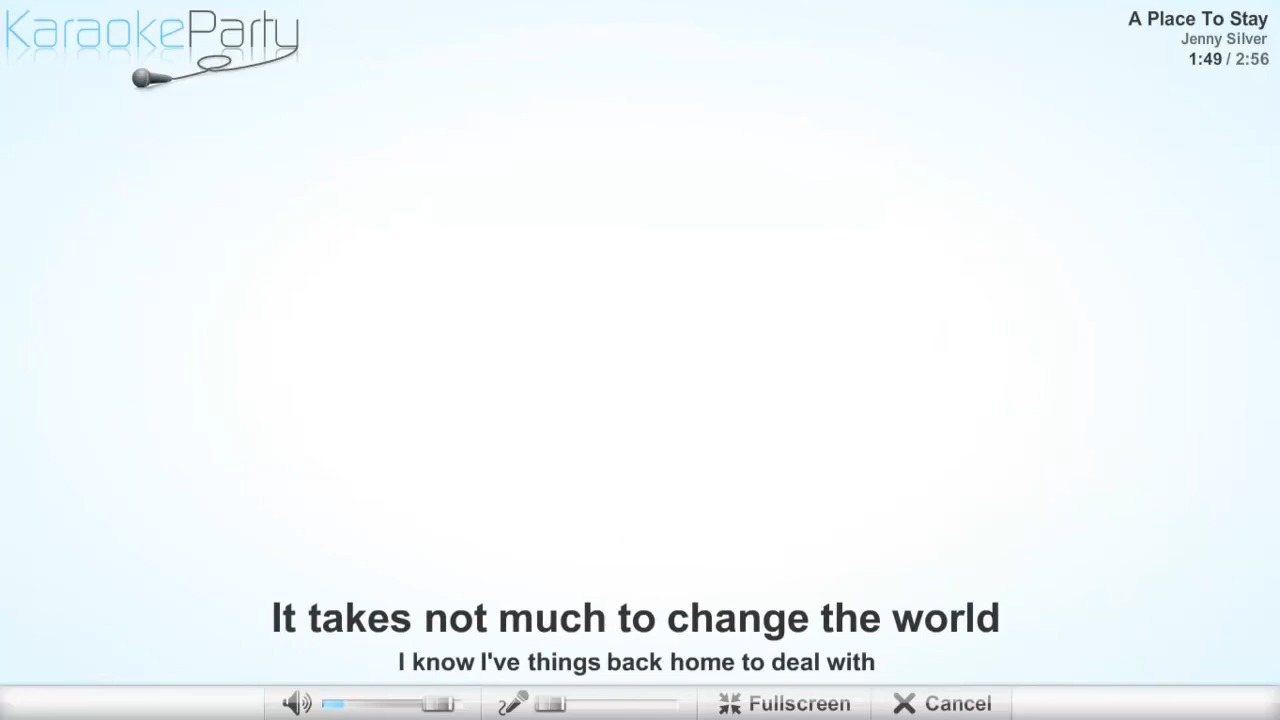 KaraokeParty
A Place To Stay
Jenny Silver
1:49 / 2:56
It takes not much to change the world
I know I've things back home to deal with
Fullscreen
Cancel